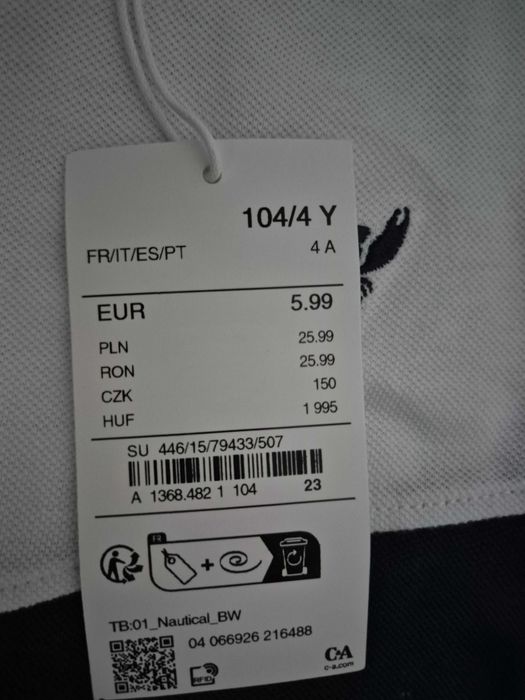 104/4 Y
FR/IT/ES/PT 4 A
EUR 5.99
PLN 25.99
RON 25.99
CZK 150
HUF 1 995
SU 446/15/79433/507
A 1368.482 1 104 23
FR
TB:01_Nautical_BW
04 066926 216488
RFID
C&A
c-a.com